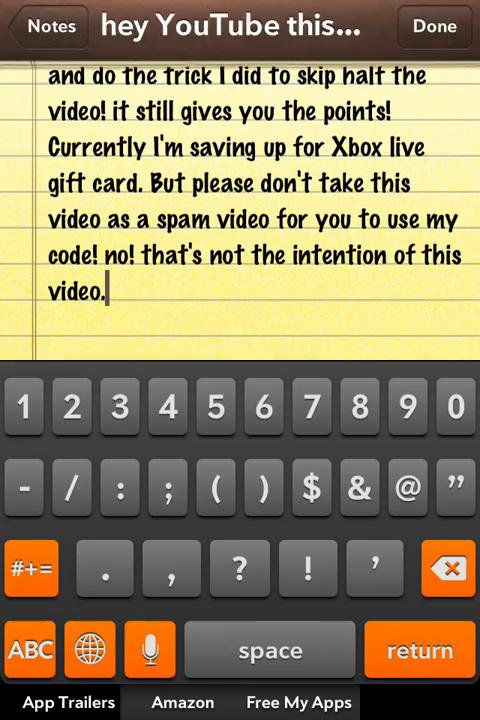 Notes hey YouTube this... Done
and do the trick I did to skip half the
video! it still gives you the points!
Currently I'm saving up for Xbox live
gift card. But please don't take this
video as a spam video for you to use my
code! no! that's not the intention of this
video.
1 2 3 4 5 6 7 8 9 0
- / : ; ( ) $ & @ ”
#+= . , ? ! ’
ABC space return
App Trailers Amazon Free My Apps